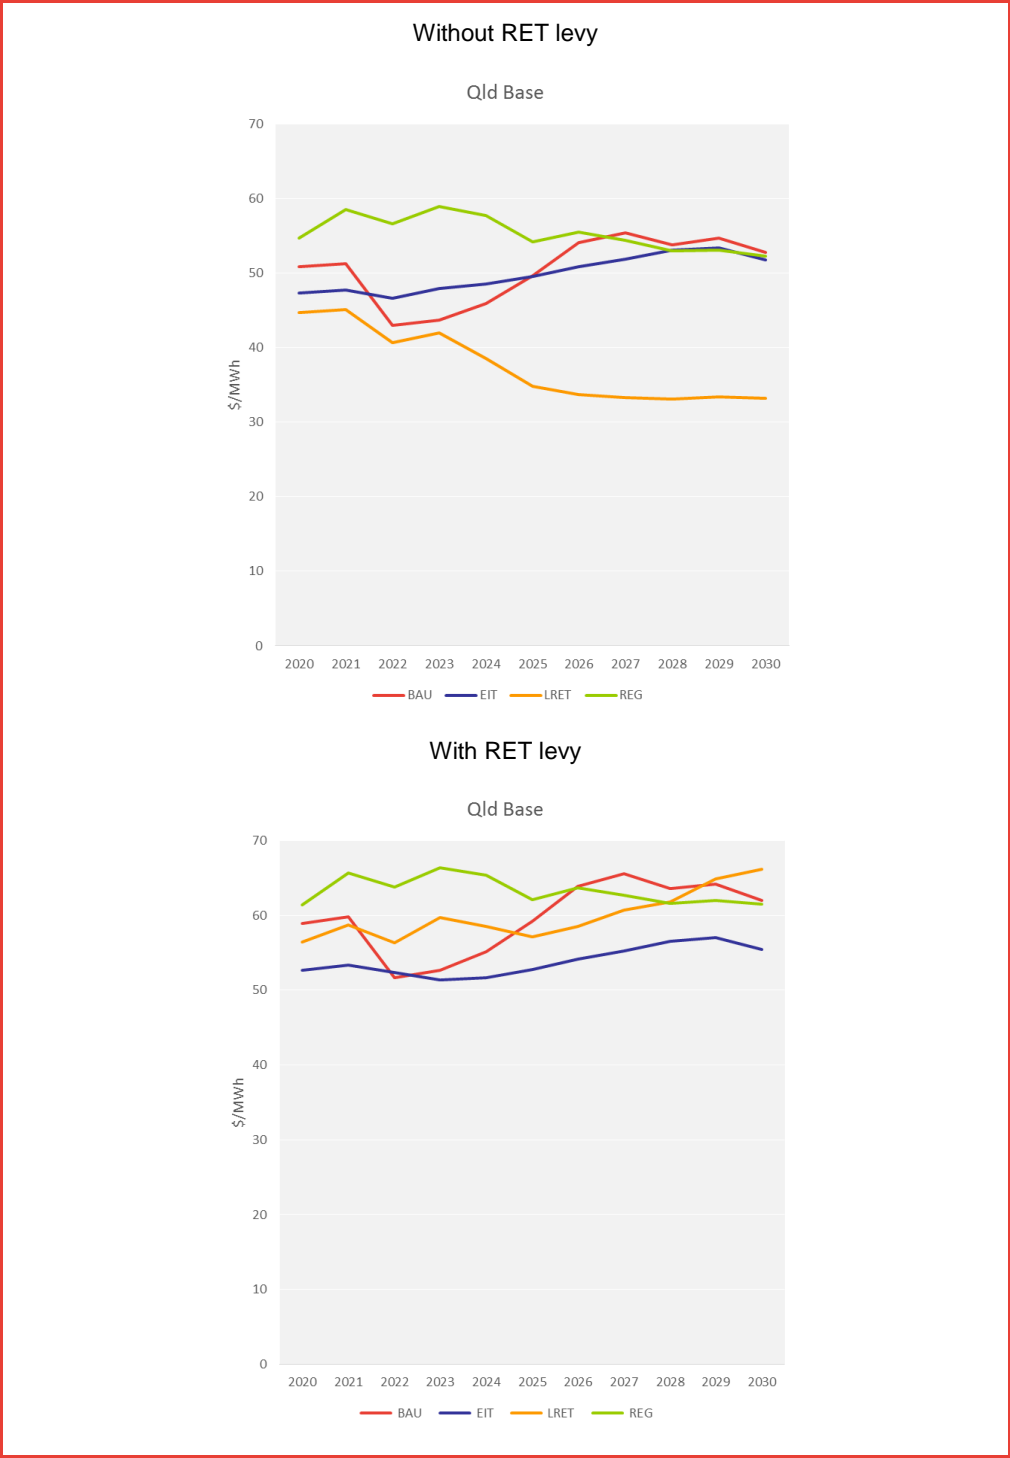 Without RET levy
Qld Base
70
60
50
40
30
20
10
0
$/MWh
2020 2021 2022 2023 2024 2025 2026 2027 2028 2029 2030
BAU EIT LRET REG
With RET levy
Qld Base
70
60
50
40
30
20
10
0
$/MWh
2020 2021 2022 2023 2024 2025 2026 2027 2028 2029 2030
BAU EIT LRET REG